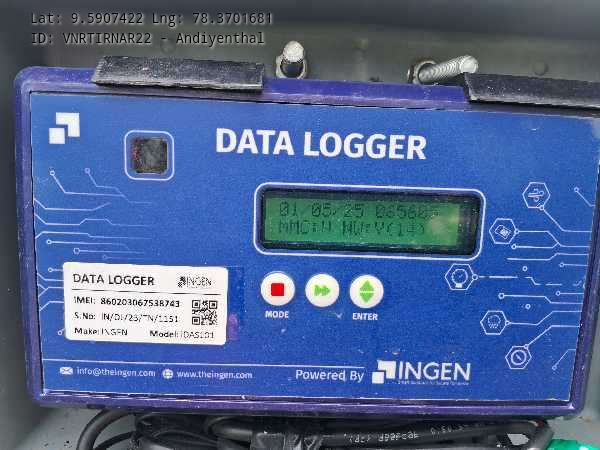 Lat: 9.5907422 Lng: 78.3701681
ID: VNRTIRNAR22 - Andiyenthal
DATA LOGGER
01/05/25
NW:Y(14)
DATA LOGGER INGEN
IMEI: 860203067538743
S.No: IN/DL/23/TN/1151
Make:INGEN Model:iDAS101
MODE
ENTER
info@theingen.com www.theingen.com
Powered By INGEN